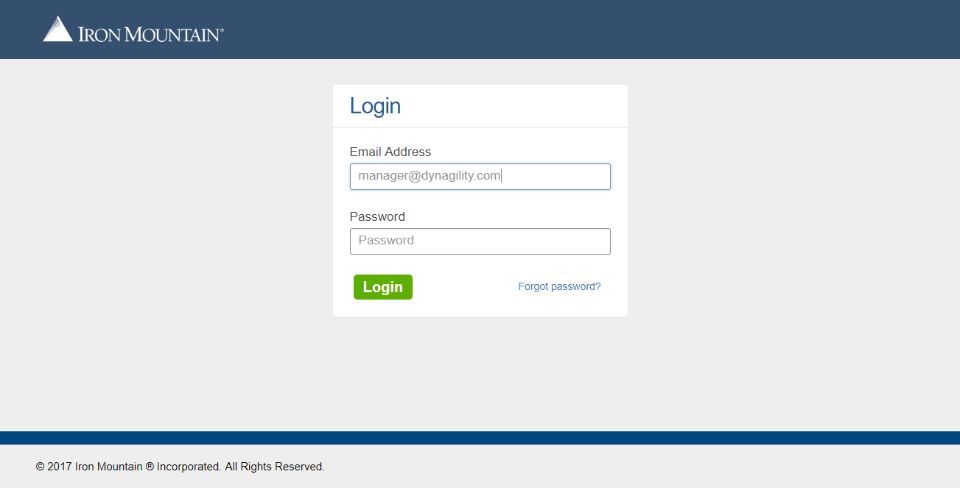 IRON MOUNTAIN®
Login
Email Address
manager@dynagility.com
Password
Password
Login
Forgot password?
© 2017 Iron Mountain ® Incorporated. All Rights Reserved.